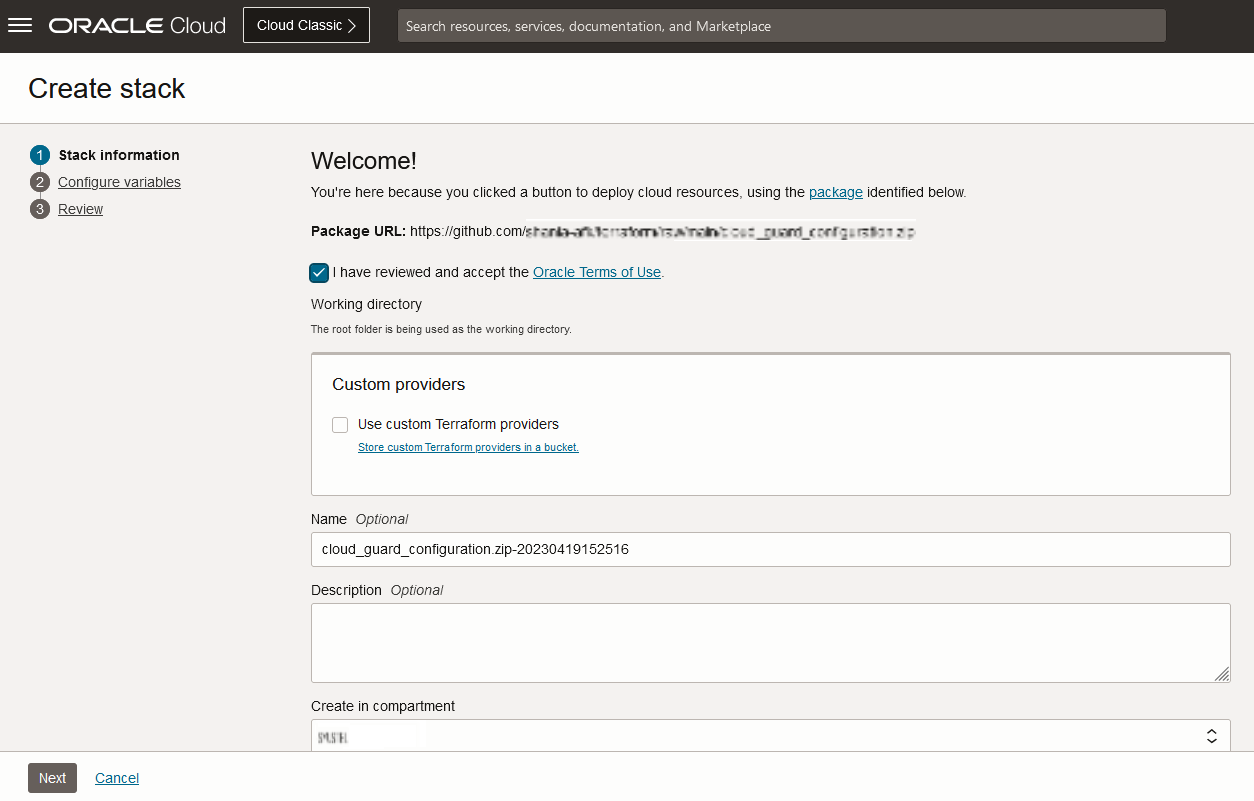 ORACLE Cloud
Cloud Classic
Search resources, services, documentation, and Marketplace
Create stack
1 Stack information
2 Configure variables
3 Review
Welcome!
You're here because you clicked a button to deploy cloud resources, using the package identified below.
Package URL: https://github.com/
I have reviewed and accept the Oracle Terms of Use.
Working directory
The root folder is being used as the working directory.
Custom providers
Use custom Terraform providers
Store custom Terraform providers in a bucket.
Name Optional
cloud_guard_configuration.zip-20230419152516
Description Optional
Create in compartment
Next
Cancel